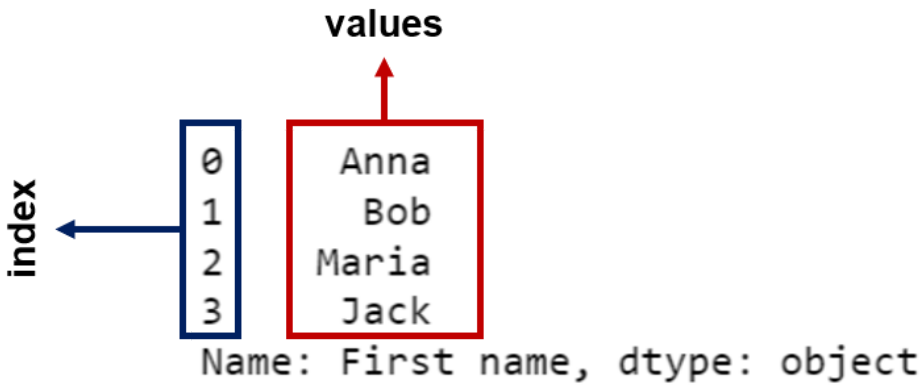 values
index
0 Anna
1 Bob
2 Maria
3 Jack
Name: First name, dtype: object